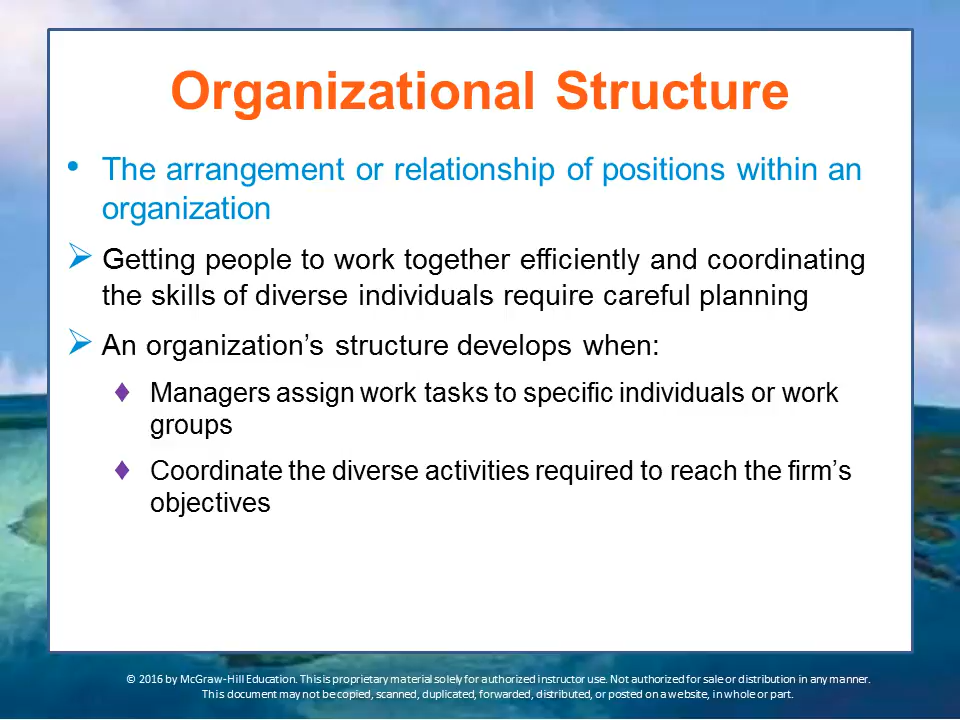 Organizational Structure
• The arrangement or relationship of positions within an
organization
➢ Getting people to work together efficiently and coordinating
the skills of diverse individuals require careful planning
➢ An organization’s structure develops when:
♦ Managers assign work tasks to specific individuals or work
groups
♦ Coordinate the diverse activities required to reach the firm’s
objectives
© 2016 by McGraw-Hill Education. This is proprietary material solely for authorized instructor use. Not authorized for sale or distribution in any manner.
This document may not be copied, scanned, duplicated, forwarded, distributed, or posted on a website, in whole or part.